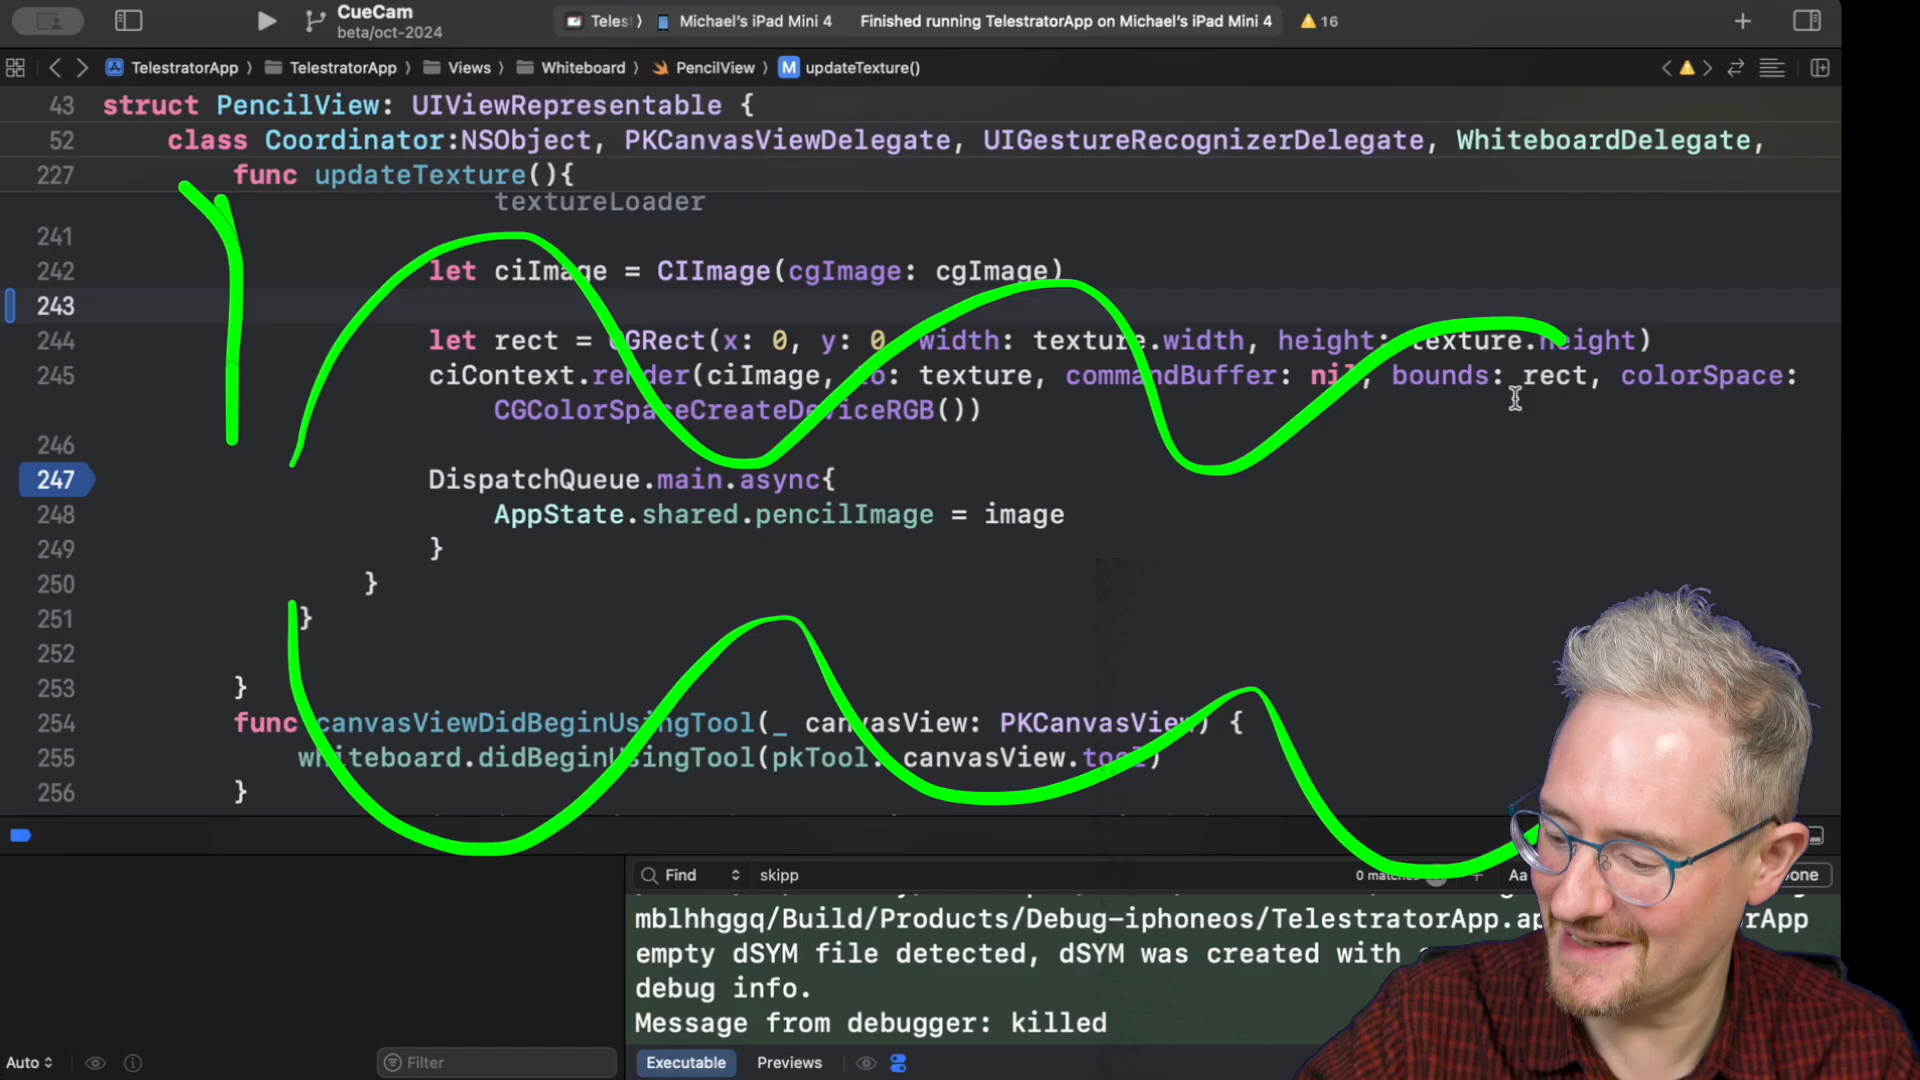 CueCam
beta/oct-2024
Teles
Michael's iPad Mini 4
Finished running TelestratorApp on Michael's iPad Mini 4
16
TelestratorApp
TelestratorApp
Views
Whiteboard
PencilView
M updateTexture()
43 struct PencilView: UIViewRepresentable {
52 class Coordinator:NSObject, PKCanvasViewDelegate, UIGestureRecognizerDelegate, WhiteboardDelegate,
227 func updateTexture(){
textureLoader
241
242 let ciImage = CIImage(cgImage: cgImage)
243
244 let rect = CGRect(x: 0, y: 0, width: texture.width, height: texture.height)
245 ciContext.render(ciImage, to: texture, commandBuffer: nil, bounds: rect, colorSpace:
CGColorSpaceCreateDeviceRGB())
246
247 DispatchQueue.main.async{
248 AppState.shared.pencilImage = image
249 }
250 }
251 }
252
253 }
254 func canvasViewDidBeginUsingTool(_ canvasView: PKCanvasView) {
255 whiteboard.didBeginUsingTool(pkTool: canvasView.tool)
256 }
Find
skipp
0 matches
Aa
one
mblhhggq/Build/Products/Debug-iphoneos/TelestratorApp.ap rApp
empty dSYM file detected, dSYM was created with
debug info.
Message from debugger: killed
Auto
Filter
Executable
Previews